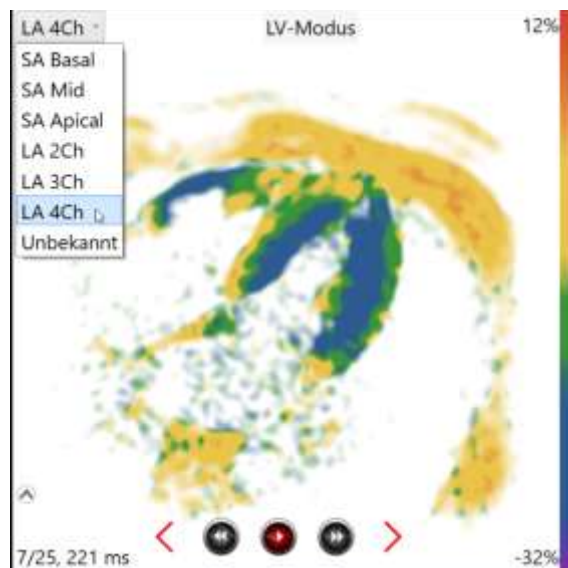 LA 4Ch
LV-Modus
12%
SA Basal
SA Mid
SA Apical
LA 2Ch
LA 3Ch
LA 4Ch
Unbekannt
7/25, 221 ms
-32%